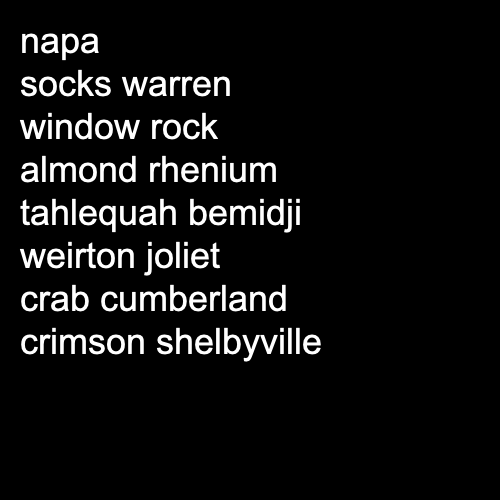 napa
socks warren
window rock
almond rhenium
tahlequah bemidji
weirton joliet
crab cumberland
crimson shelbyville